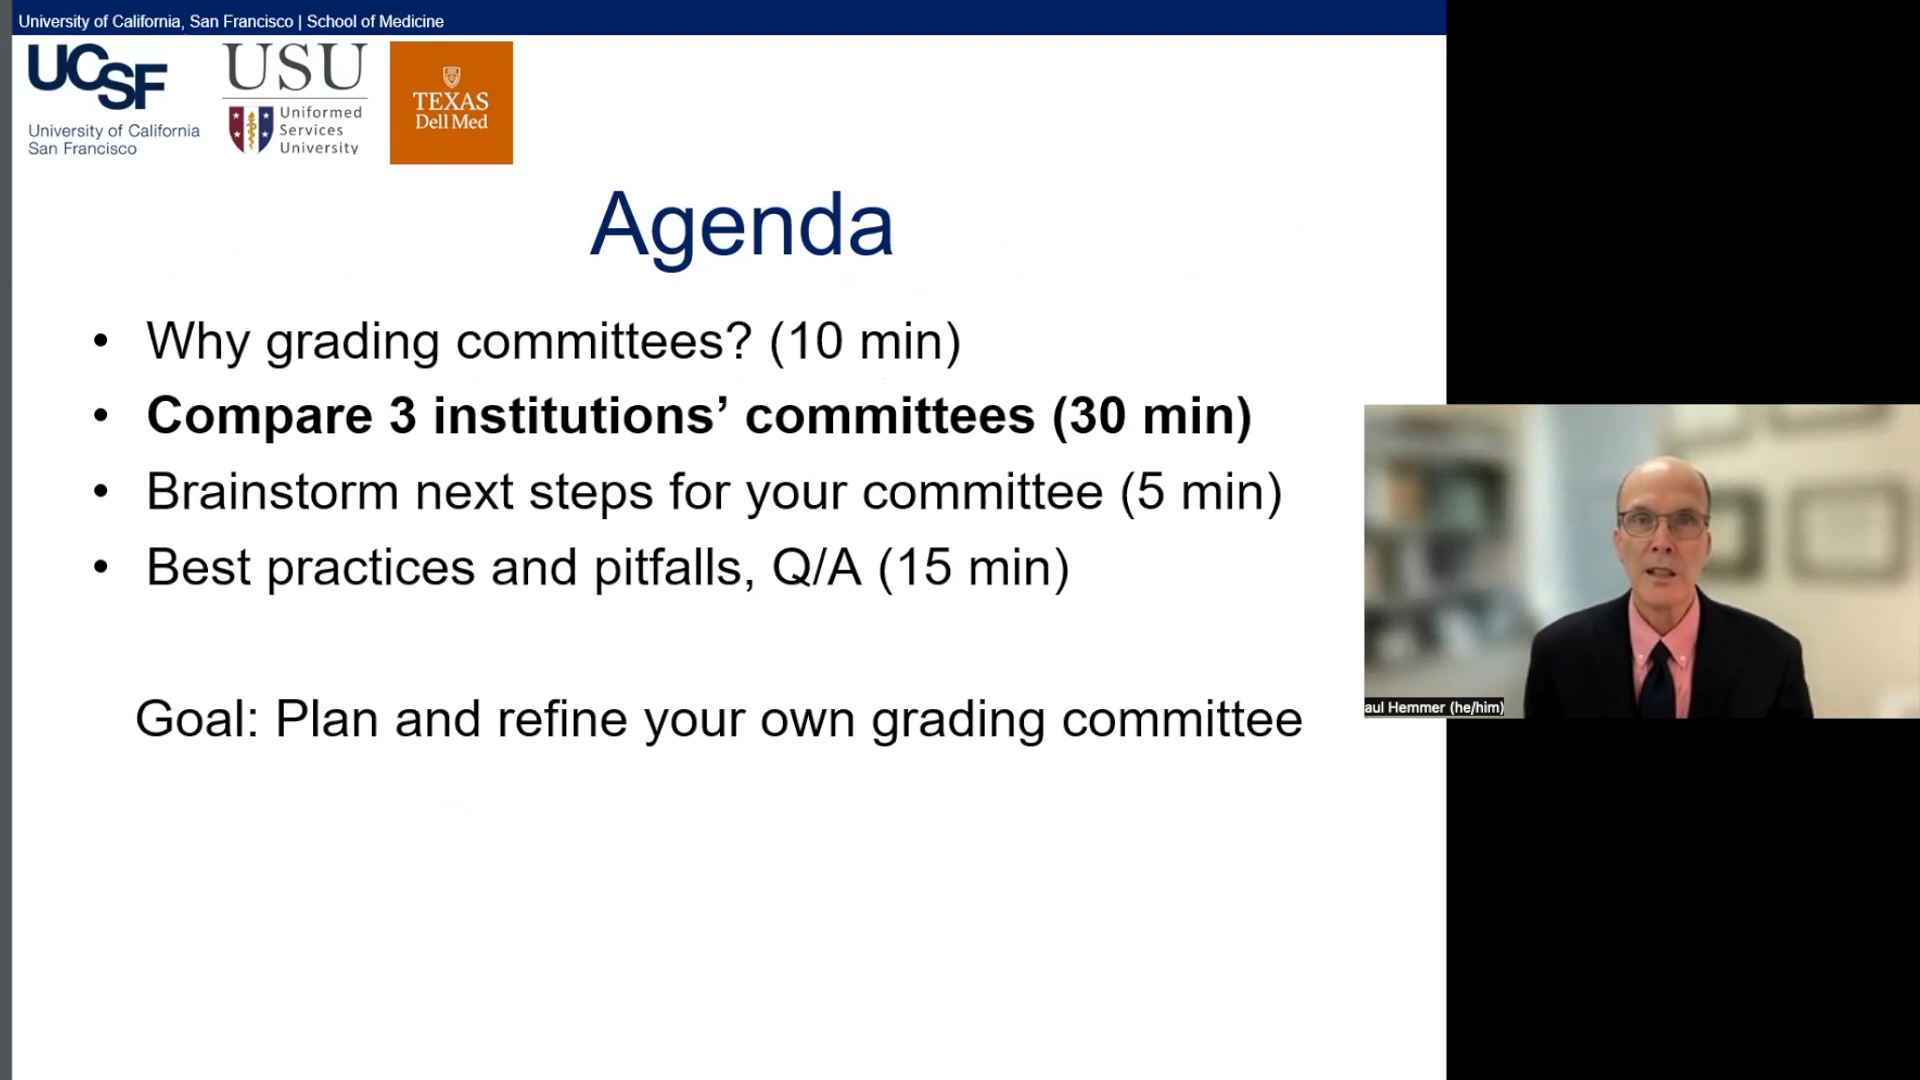 University of California, San Francisco | School of Medicine
UCSF
University of California
San Francisco
USU
Uniformed
Services
University
TEXAS
Dell Med
Agenda
• Why grading committees? (10 min)
• Compare 3 institutions’ committees (30 min)
• Brainstorm next steps for your committee (5 min)
• Best practices and pitfalls, Q/A (15 min)
Goal: Plan and refine your own grading committee
aul Hemmer (he/him)